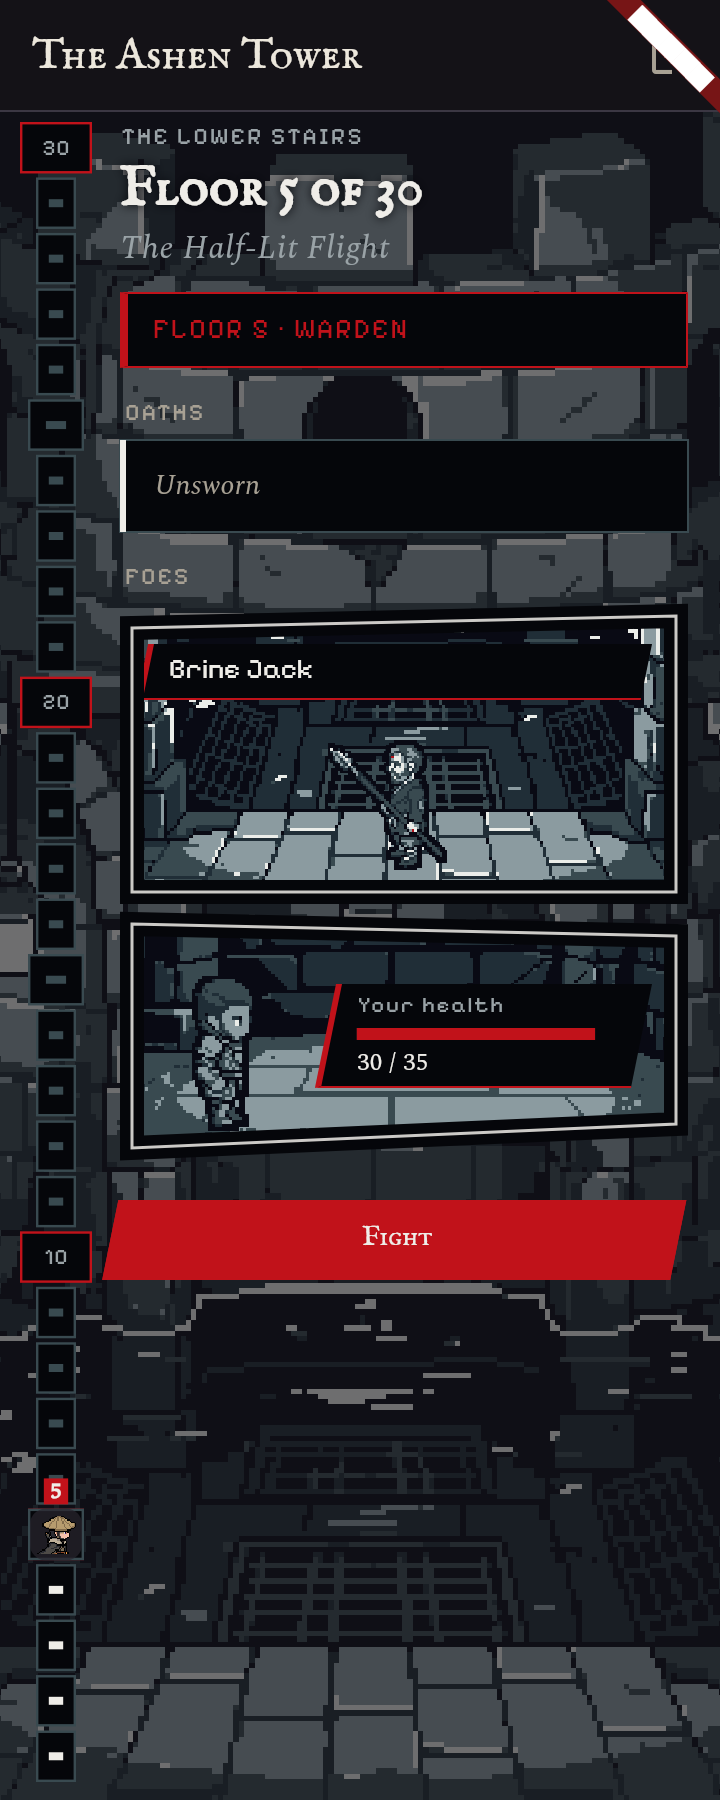 The Ashen Tower
30
THE LOWER STAIRS
Floor 5 of 30
The Half-Lit Flight
FLOOR 5 · WARDEN
OATHS
Unsworn
FOES
Brine Jack
20
Your health
30 / 35
Fight
10
5